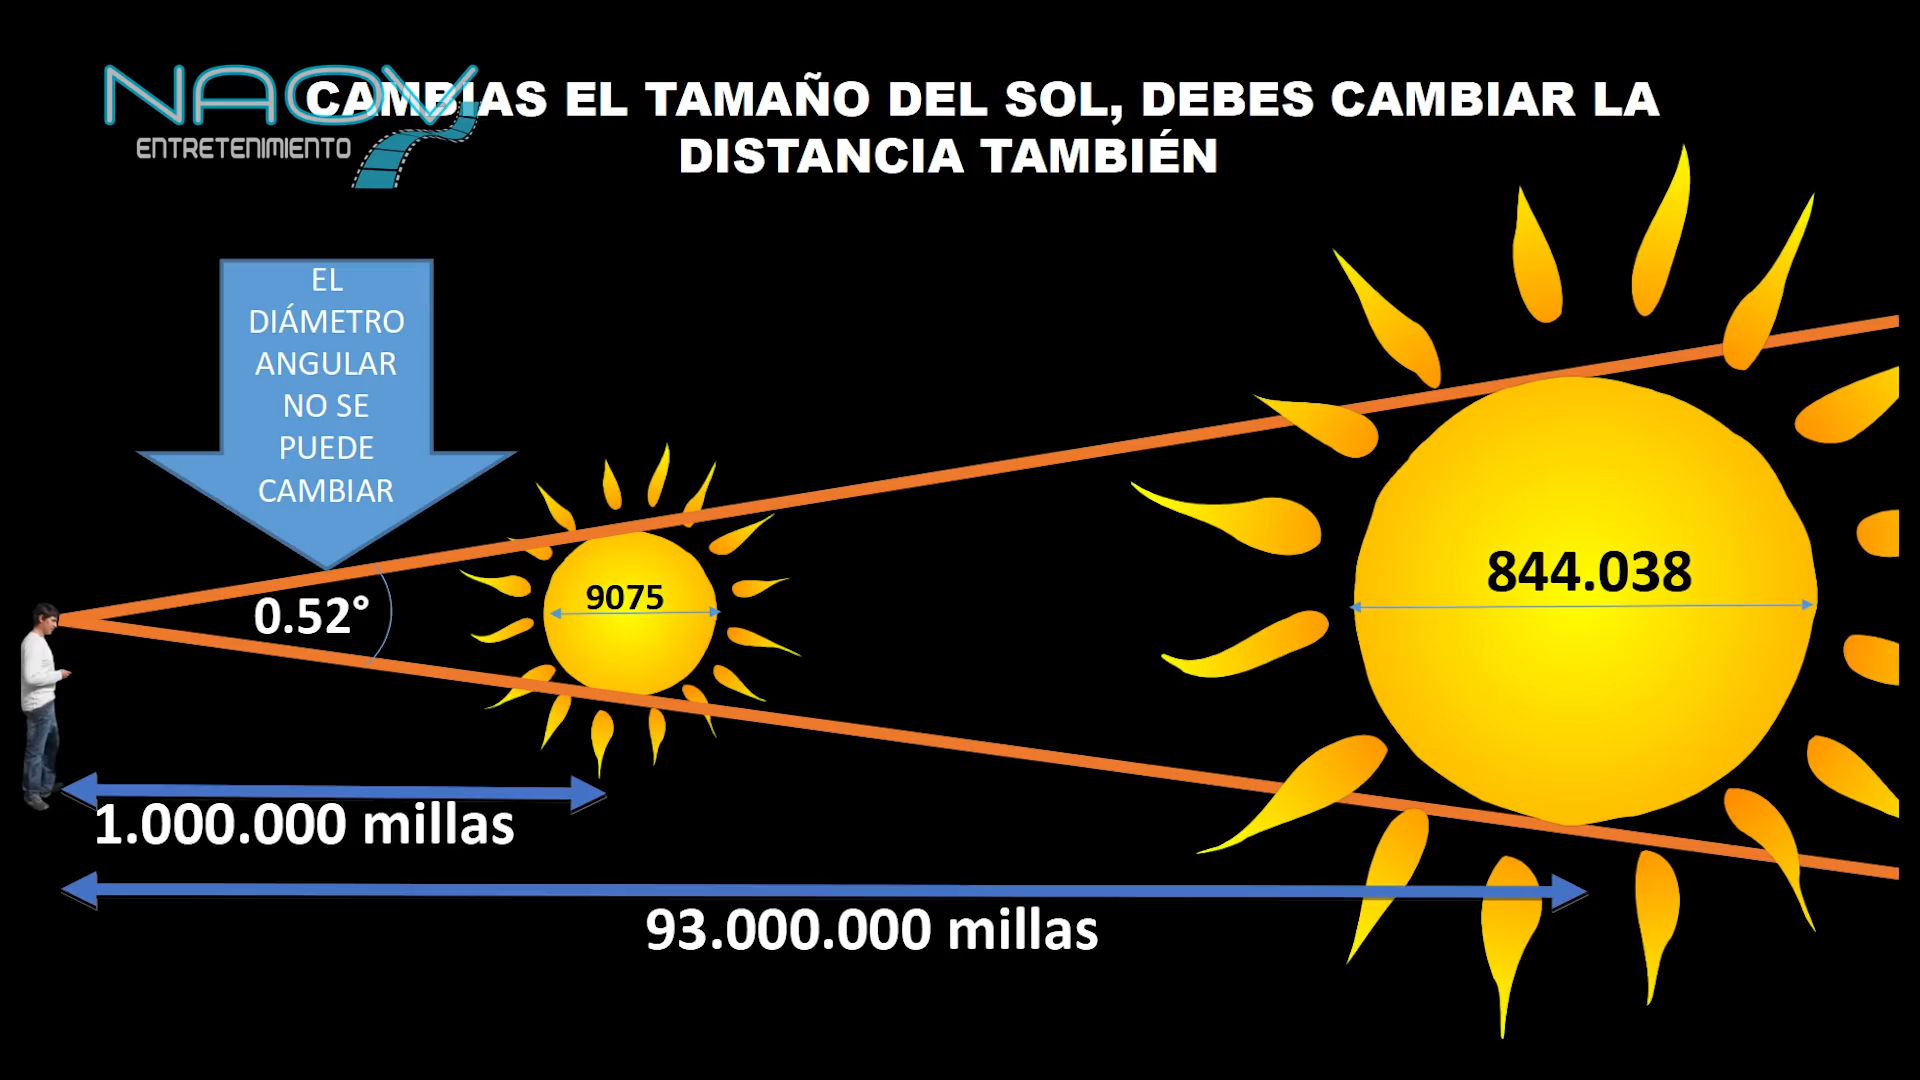 NAOV
ENTRETENIMIENTO
CAMBIAS EL TAMAÑO DEL SOL, DEBES CAMBIAR LA
DISTANCIA TAMBIÉN
EL
DIÁMETRO
ANGULAR
NO SE
PUEDE
CAMBIAR
0.52°
9075
844.038
1.000.000 millas
93.000.000 millas